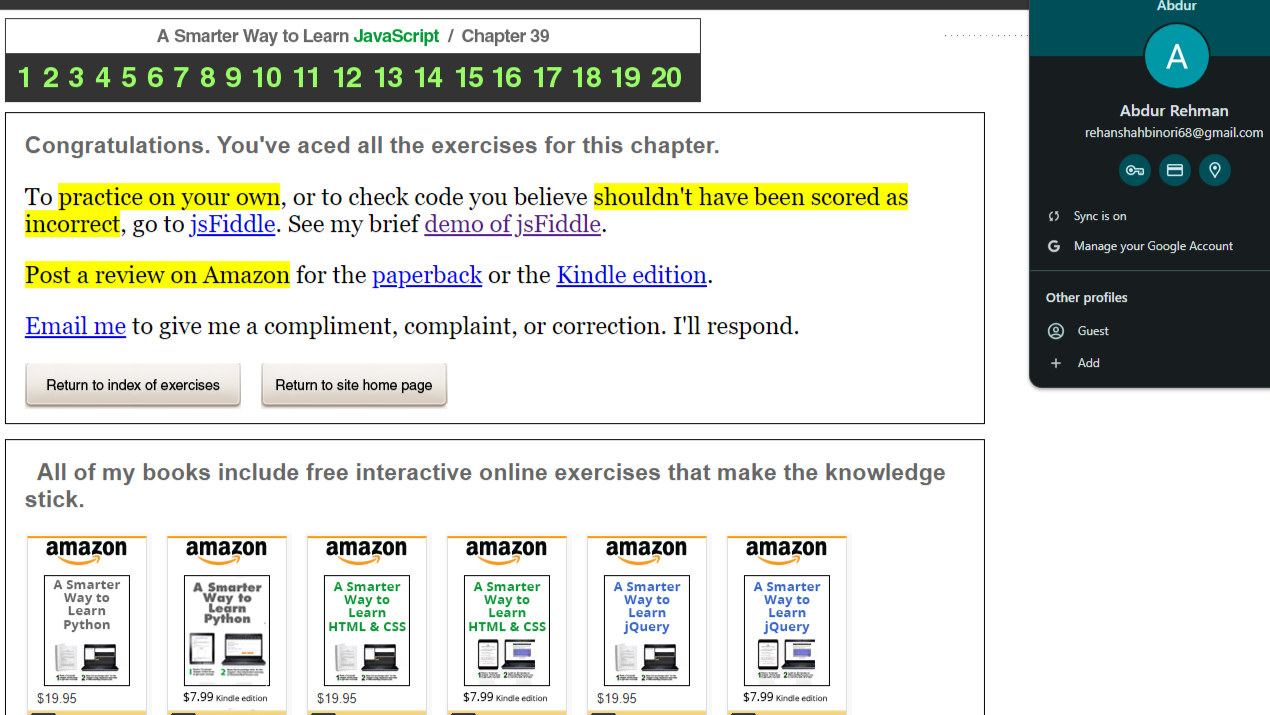 A Smarter Way to Learn JavaScript / Chapter 39
1 2 3 4 5 6 7 8 9 10 11 12 13 14 15 16 17 18 19 20
Congratulations. You've aced all the exercises for this chapter.
To practice on your own, or to check code you believe shouldn't have been scored as
incorrect, go to jsFiddle. See my brief demo of jsFiddle.
Post a review on Amazon for the paperback or the Kindle edition.
Email me to give me a compliment, complaint, or correction. I'll respond.
Return to index of exercises
Return to site home page
All of my books include free interactive online exercises that make the knowledge
stick.
amazon
A Smarter
Way to
Learn
Python
$19.95
amazon
A Smarter
Way to
Learn
Python
$7.99 Kindle edition
amazon
A Smarter
Way to
Learn
HTML & CSS
$19.95
amazon
A Smarter
Way to
Learn
HTML & CSS
$7.99 Kindle edition
amazon
A Smarter
Way to
Learn
jQuery
$19.95
amazon
A Smarter
Way to
Learn
jQuery
$7.99 Kindle edition
Abdur
A
Abdur Rehman
rehanshahbinori68@gmail.com
Sync is on
G Manage your Google Account
Other profiles
Guest
Add